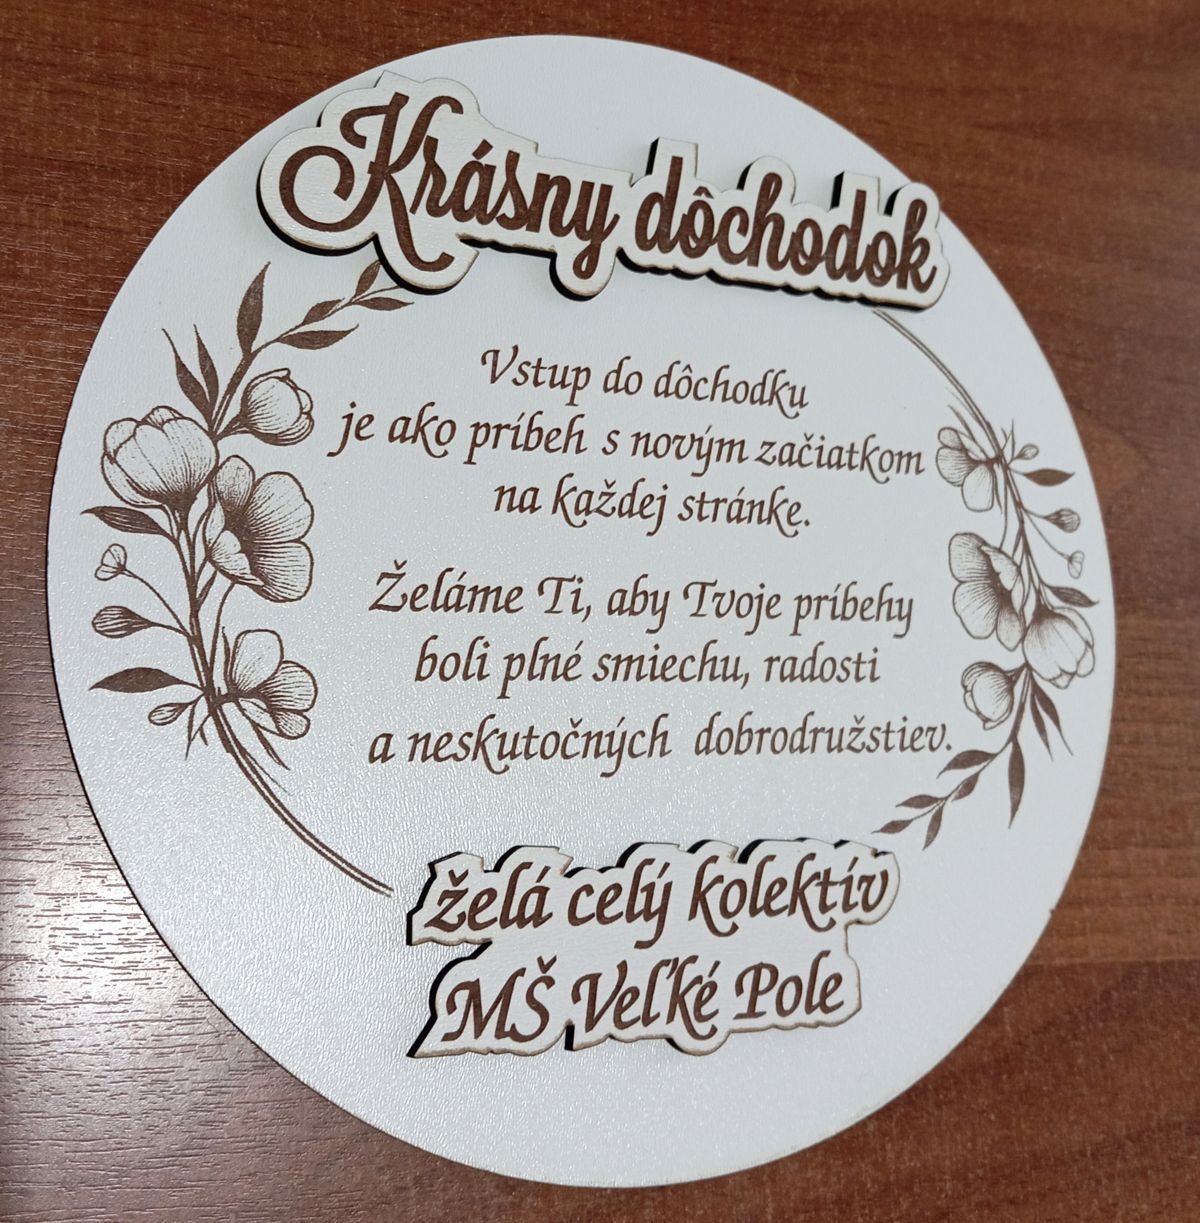 Krásny dôchodok
Vstup do dôchodku
je ako príbeh s novým začiatkom
na každej stránke.
Želáme Ti, aby Tvoje príbehy
boli plné smiechu, radosti
a neskutočných dobrodružstiev.
želá celý kolektív
MŠ Veľké Pole